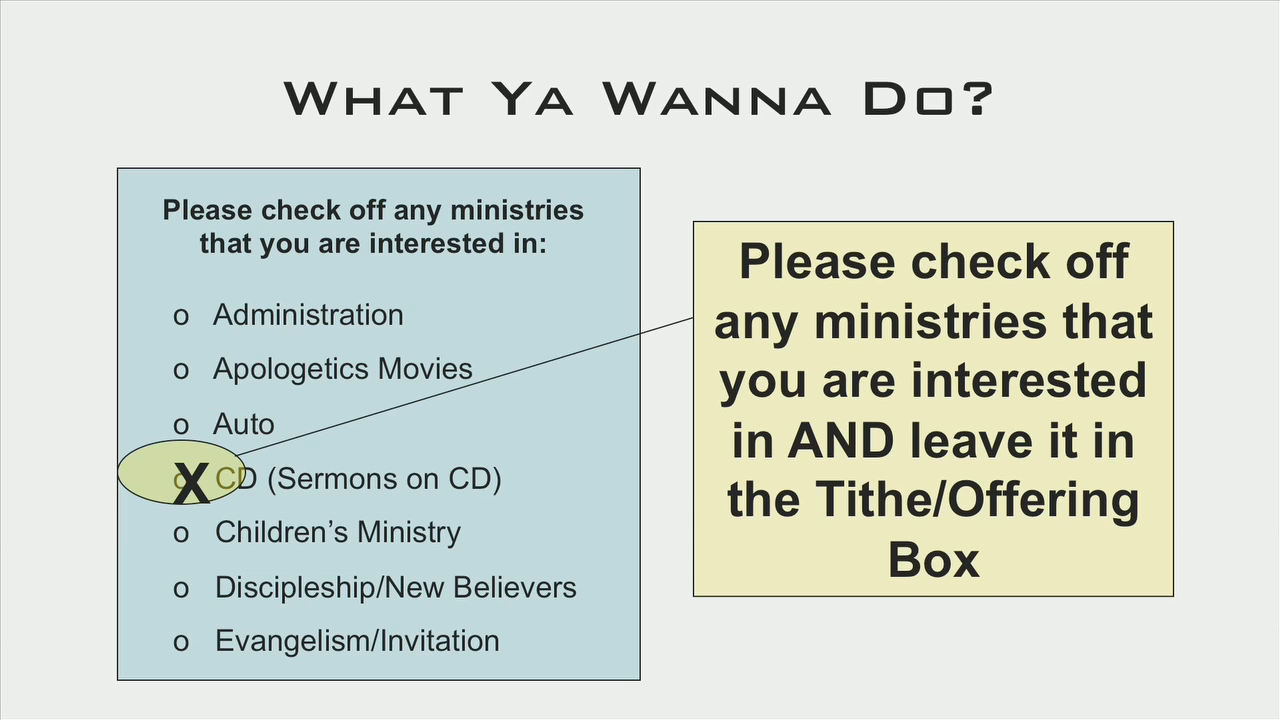 What Ya Wanna Do?
Please check off any ministries
that you are interested in:
o Administration
o Apologetics Movies
o Auto
X CD (Sermons on CD)
o Children’s Ministry
o Discipleship/New Believers
o Evangelism/Invitation
Please check off
any ministries that
you are interested
in AND leave it in
the Tithe/Offering
Box